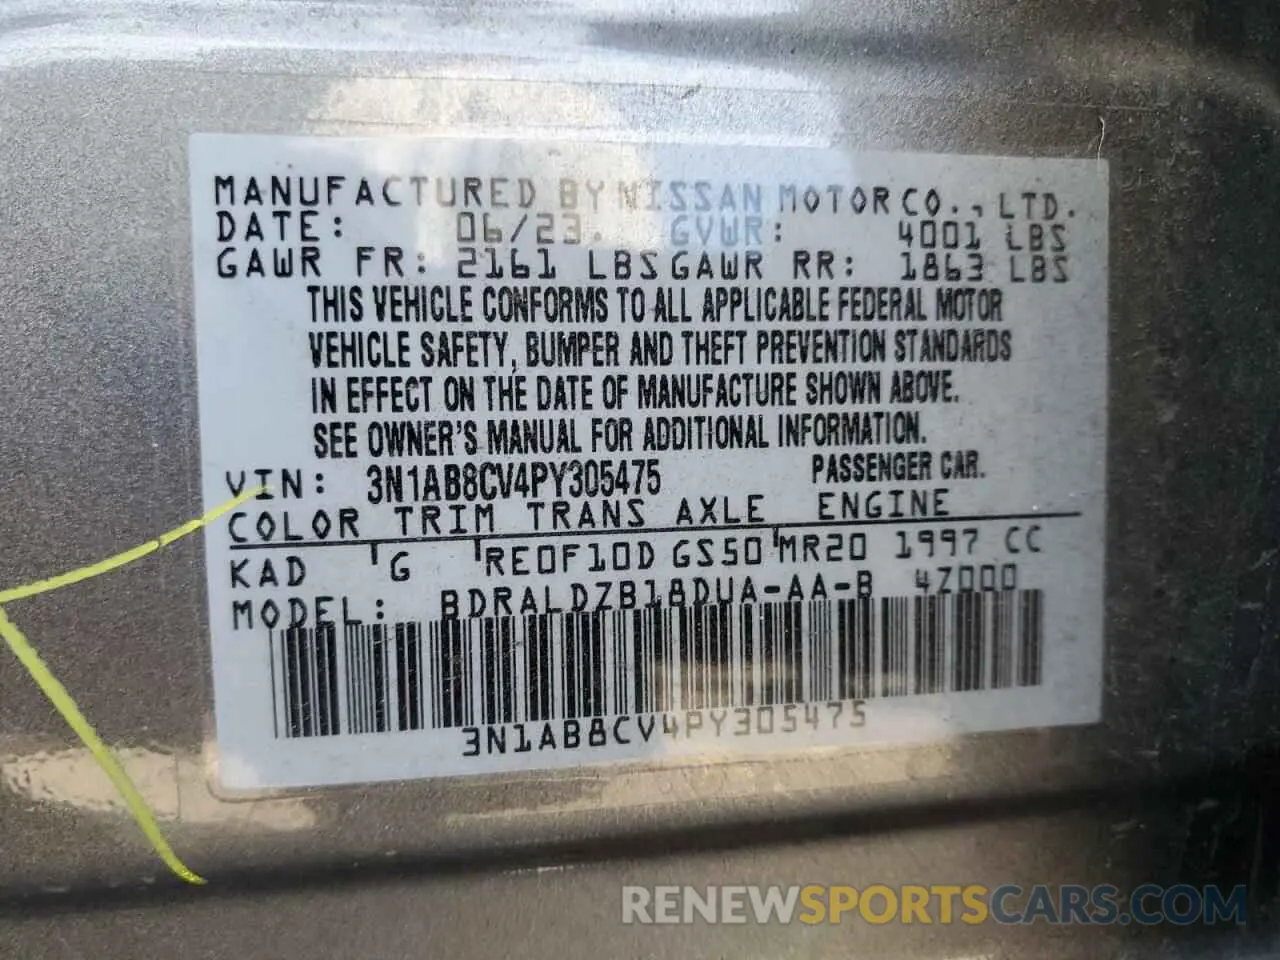 MANUFACTURED BY NISSAN MOTOR CO., LTD.
DATE: 06/23. GVWR: 4001 LBS
GAWR FR: 2161 LBS GAWR RR: 1863 LBS
THIS VEHICLE CONFORMS TO ALL APPLICABLE FEDERAL MOTOR
VEHICLE SAFETY, BUMPER AND THEFT PREVENTION STANDARDS
IN EFFECT ON THE DATE OF MANUFACTURE SHOWN ABOVE.
SEE OWNER'S MANUAL FOR ADDITIONAL INFORMATION.
VIN: 3N1AB8CV4PY305475 PASSENGER CAR.
COLOR TRIM TRANS AXLE ENGINE
KAD G RE0F10D GS50 MR20 1997 CC
MODEL: BDRALDZB18DUA-AA-B 4Z000
3N1AB8CV4PY305475
RENEWSPORTSCARS.COM